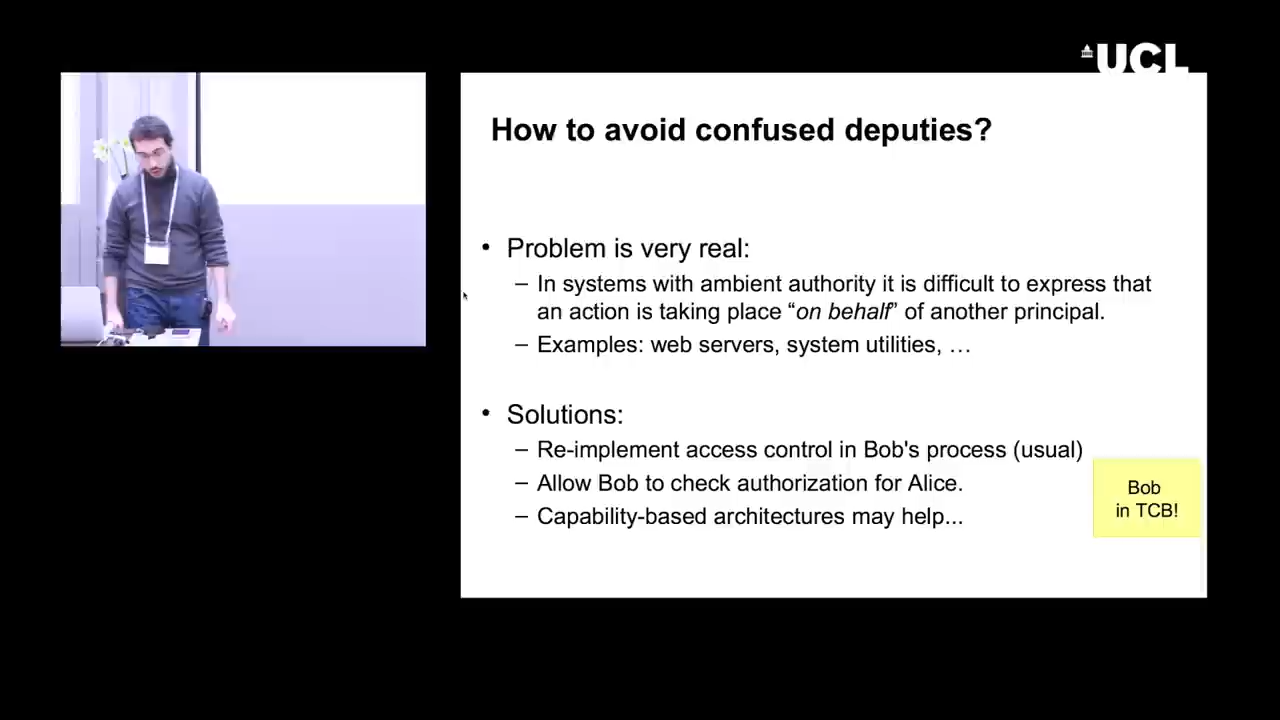 UCL
How to avoid confused deputies?
• Problem is very real:
– In systems with ambient authority it is difficult to express that
an action is taking place “on behalf” of another principal.
– Examples: web servers, system utilities, …
• Solutions:
– Re-implement access control in Bob's process (usual)
– Allow Bob to check authorization for Alice.
– Capability-based architectures may help...
Bob
in TCB!